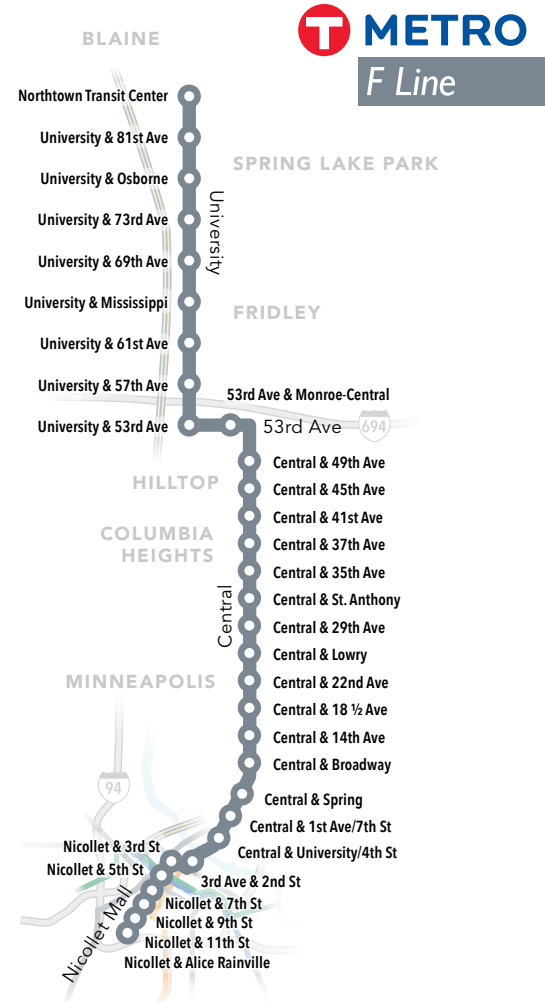 BLAINE
T METRO
F Line
Northtown Transit Center
University & 81st Ave
SPRING LAKE PARK
University & Osborne
University
University & 73rd Ave
University & 69th Ave
University & Mississippi
FRIDLEY
University & 61st Ave
University & 57th Ave
53rd Ave & Monroe-Central
University & 53rd Ave
53rd Ave
694
Central & 49th Ave
HILLTOP
Central & 45th Ave
Central & 41st Ave
COLUMBIA
HEIGHTS
Central & 37th Ave
Central & 35th Ave
Central
Central & St. Anthony
Central & 29th Ave
Central & Lowry
MINNEAPOLIS
Central & 22nd Ave
Central & 18 ½ Ave
Central & 14th Ave
Central & Broadway
94
Central & Spring
Central & 1st Ave/7th St
Central & University/4th St
Nicollet & 3rd St
Nicollet & 5th St
3rd Ave & 2nd St
Nicollet Mall
Nicollet & 7th St
Nicollet & 9th St
Nicollet & 11th St
Nicollet & Alice Rainville